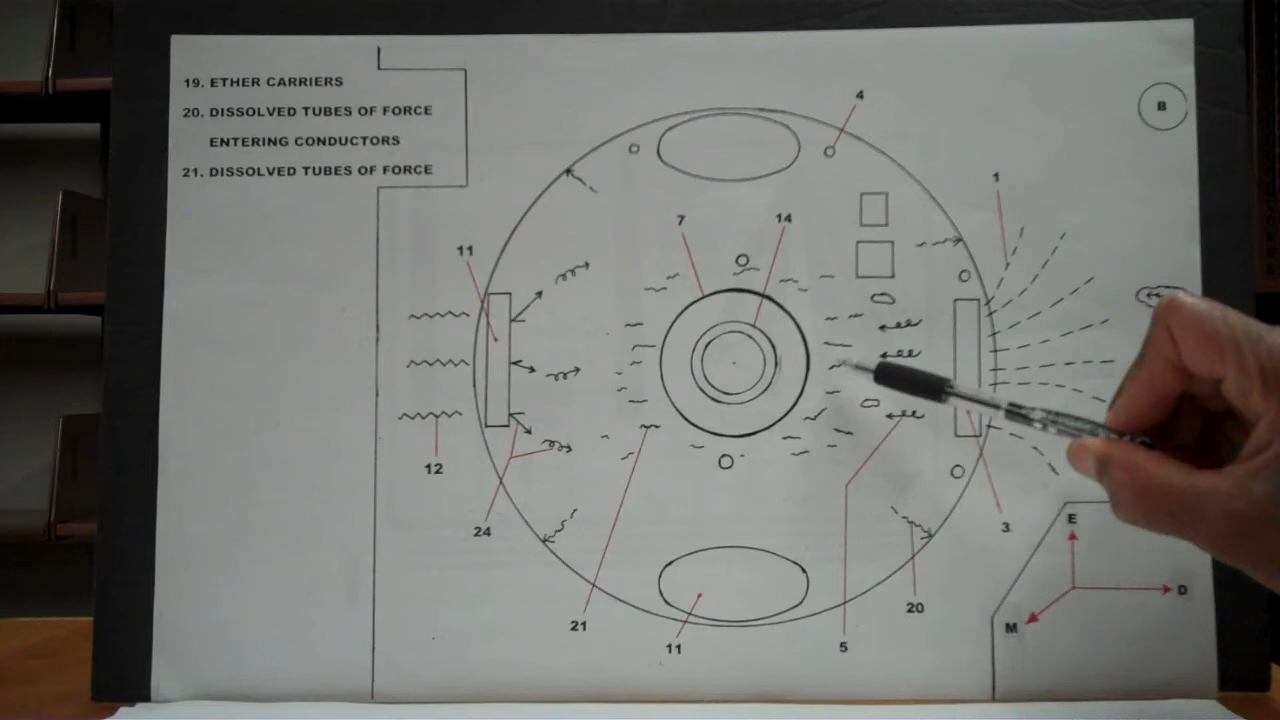 19. ETHER CARRIERS
20. DISSOLVED TUBES OF FORCE
ENTERING CONDUCTORS
21. DISSOLVED TUBES OF FORCE
B
4
1
7
14
11
12
24
3
E
D
M
21
11
5
20